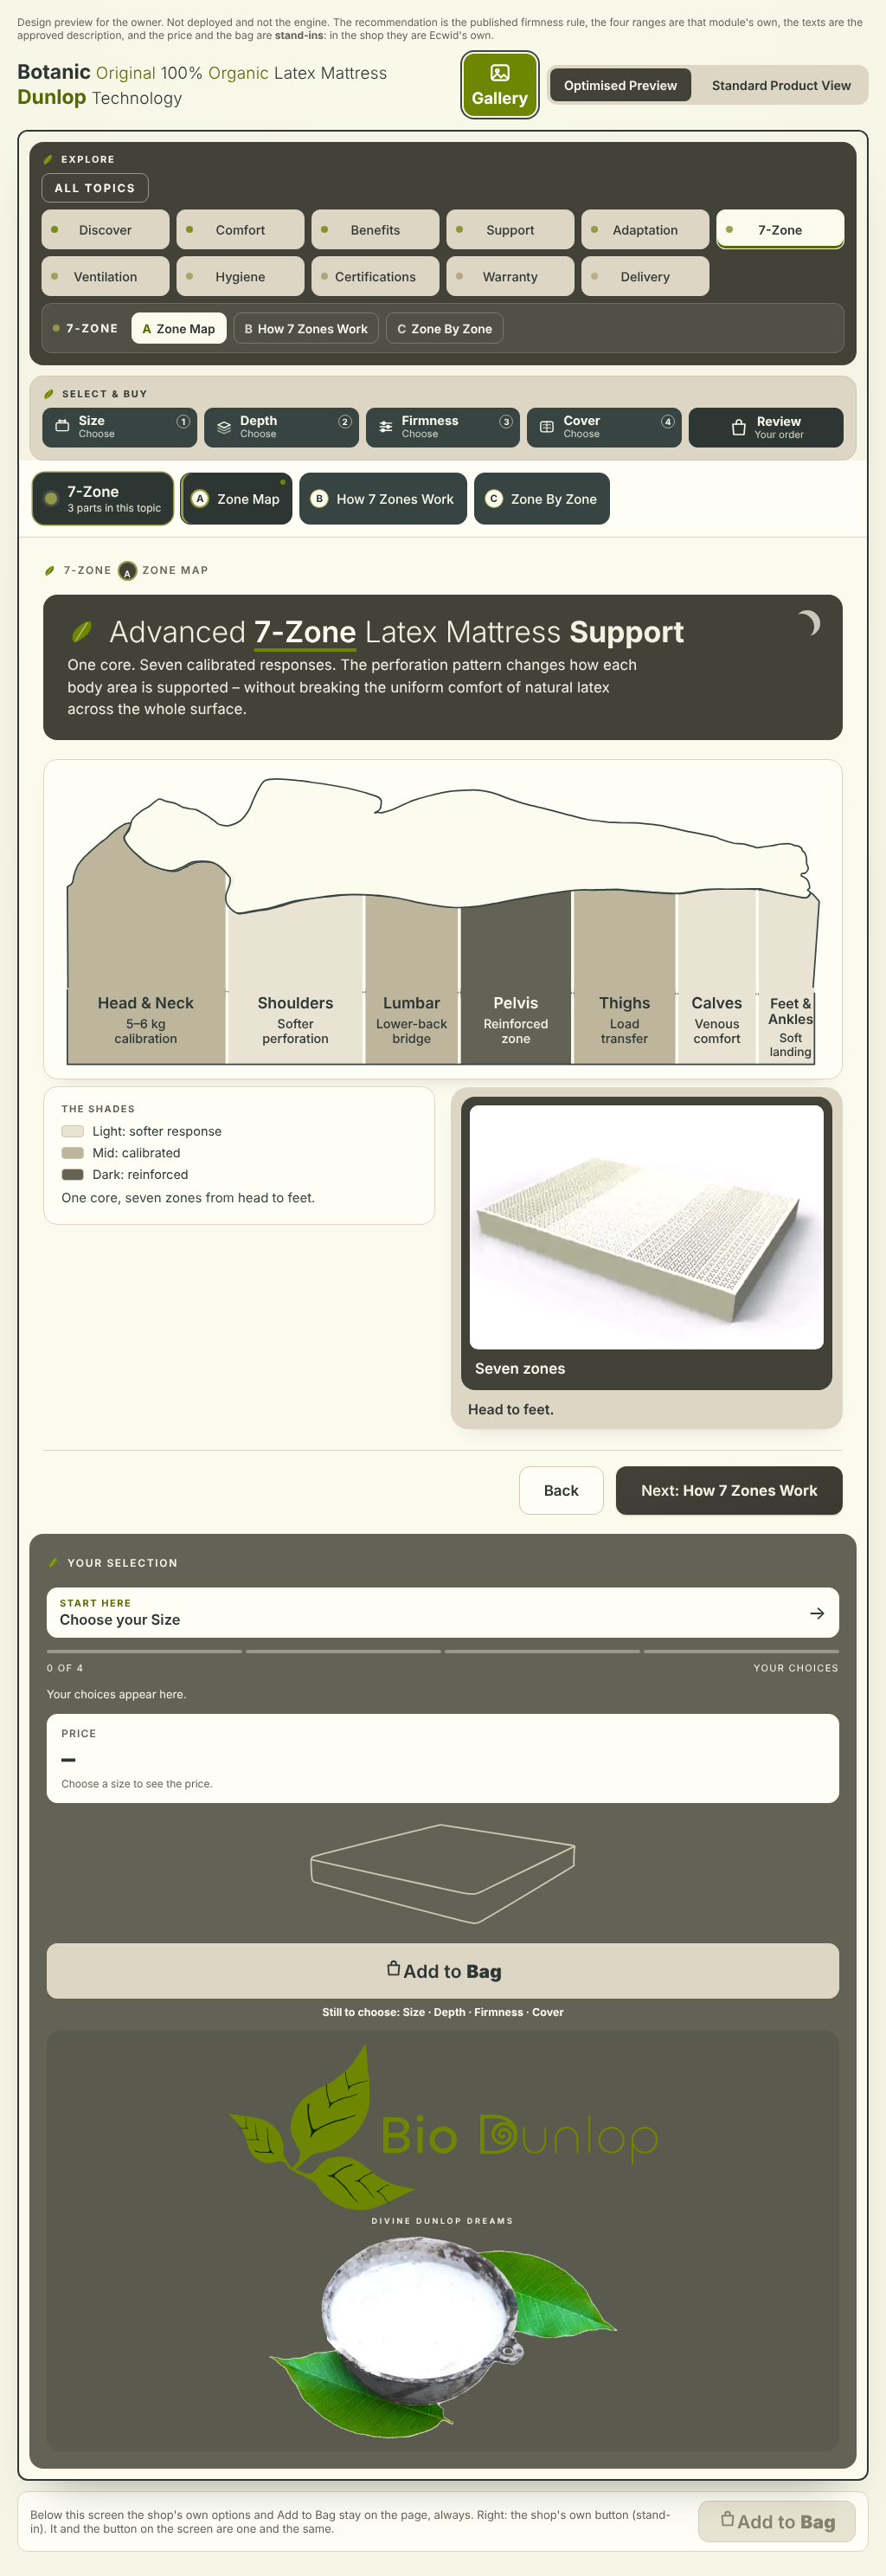 Design preview for the owner. Not deployed and not the engine. The recommendation is the published firmness rule, the four ranges are that module's own, the texts are the
approved description, and the price and the bag are stand-ins: in the shop they are Ecwid's own.
Botanic Original 100% Organic Latex Mattress
Dunlop Technology
Gallery
Optimised Preview
Standard Product View
EXPLORE
ALL TOPICS
Discover
Comfort
Benefits
Support
Adaptation
7-Zone
Ventilation
Hygiene
Certifications
Warranty
Delivery
7-ZONE
A Zone Map
B How 7 Zones Work
C Zone By Zone
SELECT & BUY
Size
Choose
1
Depth
Choose
2
Firmness
Choose
3
Cover
Choose
4
Review
Your order
7-Zone
3 parts in this topic
A Zone Map
B How 7 Zones Work
C Zone By Zone
7-ZONE A ZONE MAP
Advanced 7-Zone Latex Mattress Support
One core. Seven calibrated responses. The perforation pattern changes how each
body area is supported – without breaking the uniform comfort of natural latex
across the whole surface.
Head & Neck
5–6 kg
calibration
Shoulders
Softer
perforation
Lumbar
Lower-back
bridge
Pelvis
Reinforced
zone
Thighs
Load
transfer
Calves
Venous
comfort
Feet &
Ankles
Soft
landing
THE SHADES
Light: softer response
Mid: calibrated
Dark: reinforced
One core, seven zones from head to feet.
Seven zones
Head to feet.
Back
Next: How 7 Zones Work
YOUR SELECTION
START HERE
Choose your Size
→
0 OF 4
YOUR CHOICES
Your choices appear here.
PRICE
–
Choose a size to see the price.
Add to Bag
Still to choose: Size · Depth · Firmness · Cover
Bio Dunlop
DIVINE DUNLOP DREAMS
Below this screen the shop's own options and Add to Bag stay on the page, always. Right: the shop's own button (stand-
in). It and the button on the screen are one and the same.
Add to Bag